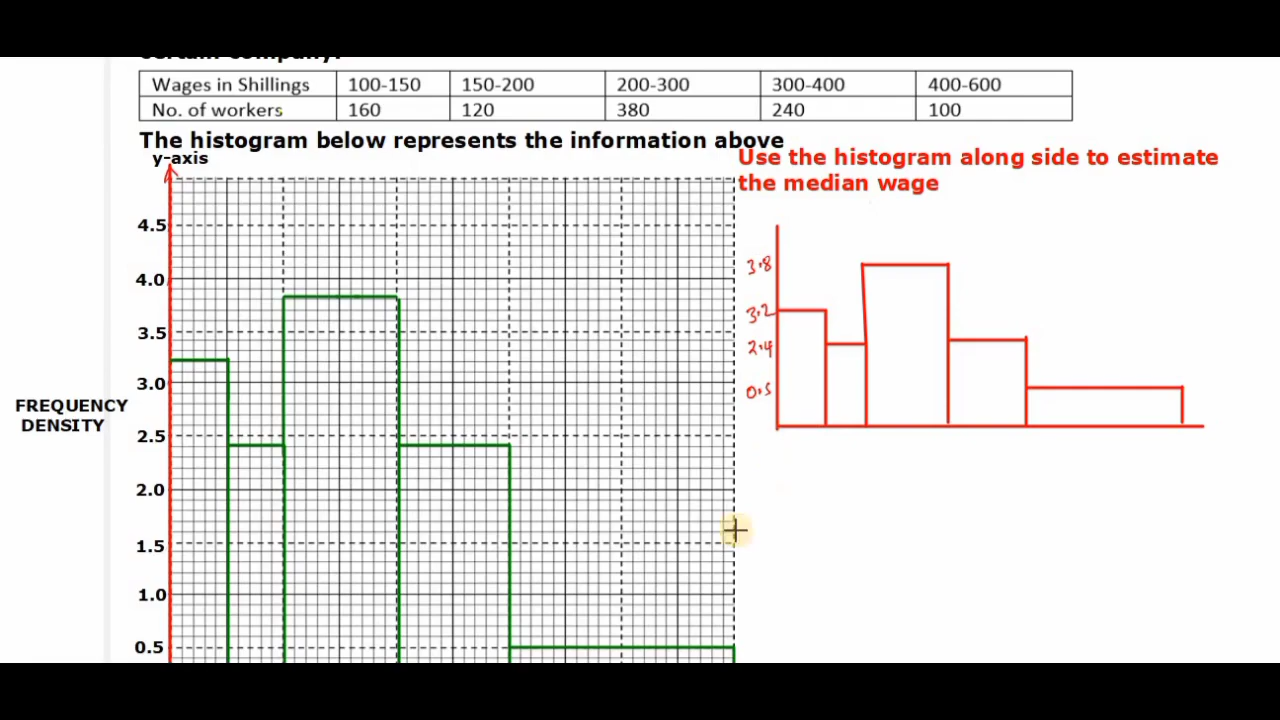 certain company.
Wages in Shillings 100-150 150-200 200-300 300-400 400-600
No. of workers 160 120 380 240 100
The histogram below represents the information above
y-axis
Use the histogram along side to estimate
the median wage
4.5
4.0
3.5
3.0
FREQUENCY
DENSITY
2.5
2.0
1.5
1.0
0.5
3.8
3.2
2.4
0.5